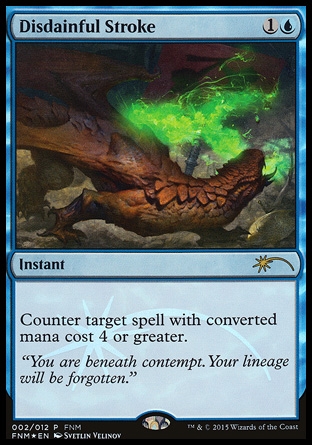 Disdainful Stroke 1
Instant
Counter target spell with converted
mana cost 4 or greater.
“You are beneath contempt. Your lineage
will be forgotten.”
002/012 P FNM
FNM★EN Svetlin Velinov
™ & © 2015 Wizards of the Coast